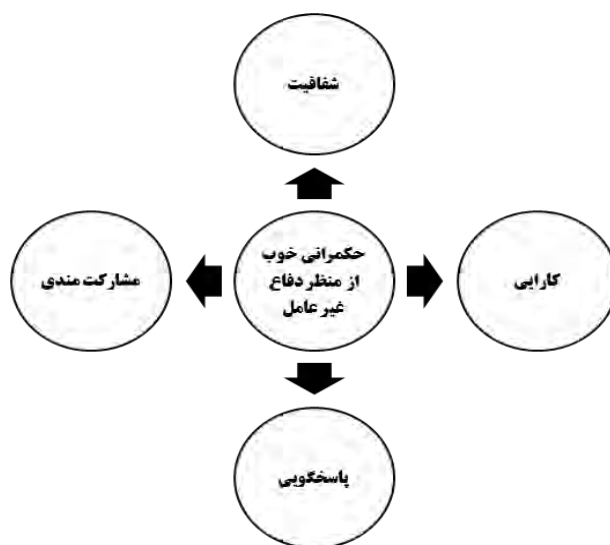 شفافیت
حکمرانی خوب
از منظر دفاع
غیر عامل
کارایی
مشارکت مندی
پاسخگویی